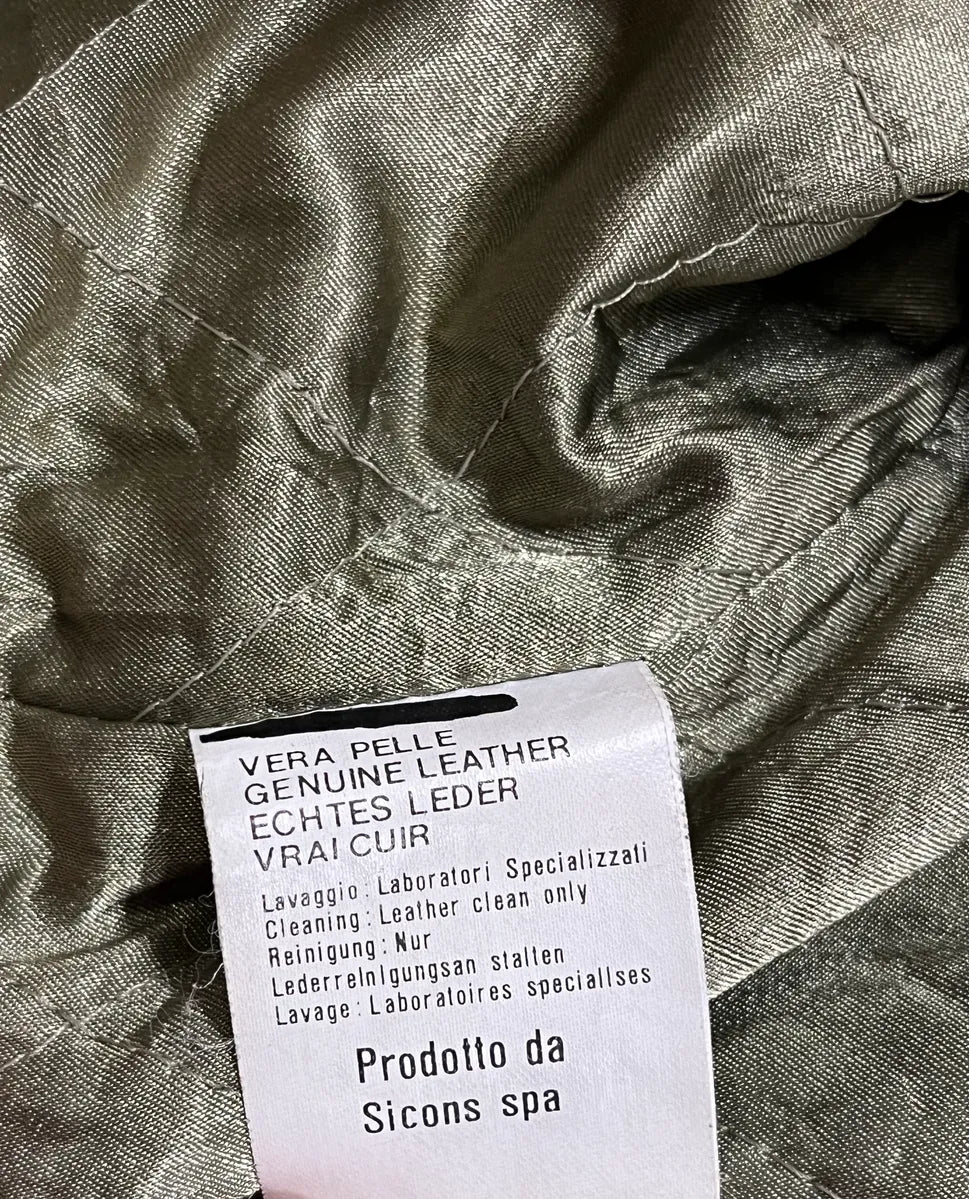 VERA PELLE
GENUINE LEATHER
ECHTES LEDER
VRAI CUIR
Lavaggio: Laboratori Specializzati
Cleaning: Leather clean only
Reinigung: Nur
Lederreinigungsan stalten
Lavage: Laboratoires speciallses
Prodotto da
Sicons spa